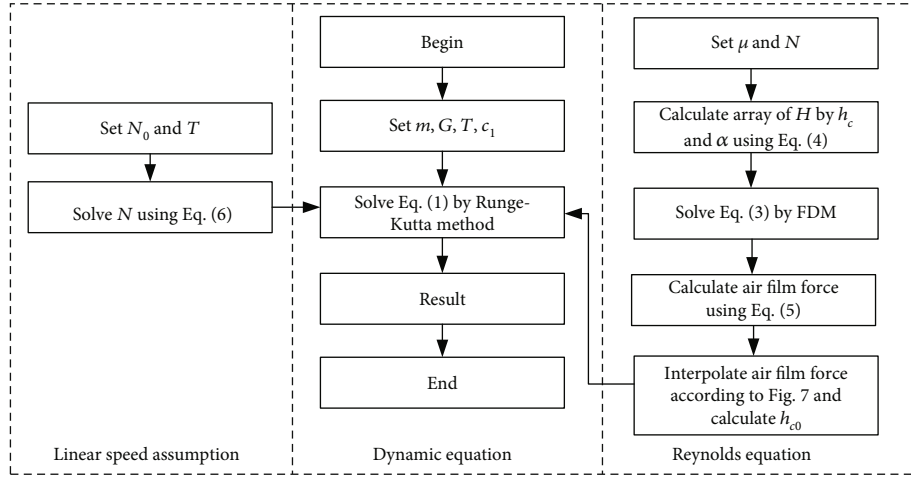 Set N₀ and T
Solve N using Eq. (6)
Linear speed assumption
Begin
Set m, G, T, c₁
Solve Eq. (1) by Runge-
Kutta method
Result
End
Dynamic equation
Set μ and N
Calculate array of H by h_c
and α using Eq. (4)
Solve Eq. (3) by FDM
Calculate air film force
using Eq. (5)
Interpolate air film force
according to Fig. 7 and
calculate h_c0
Reynolds equation